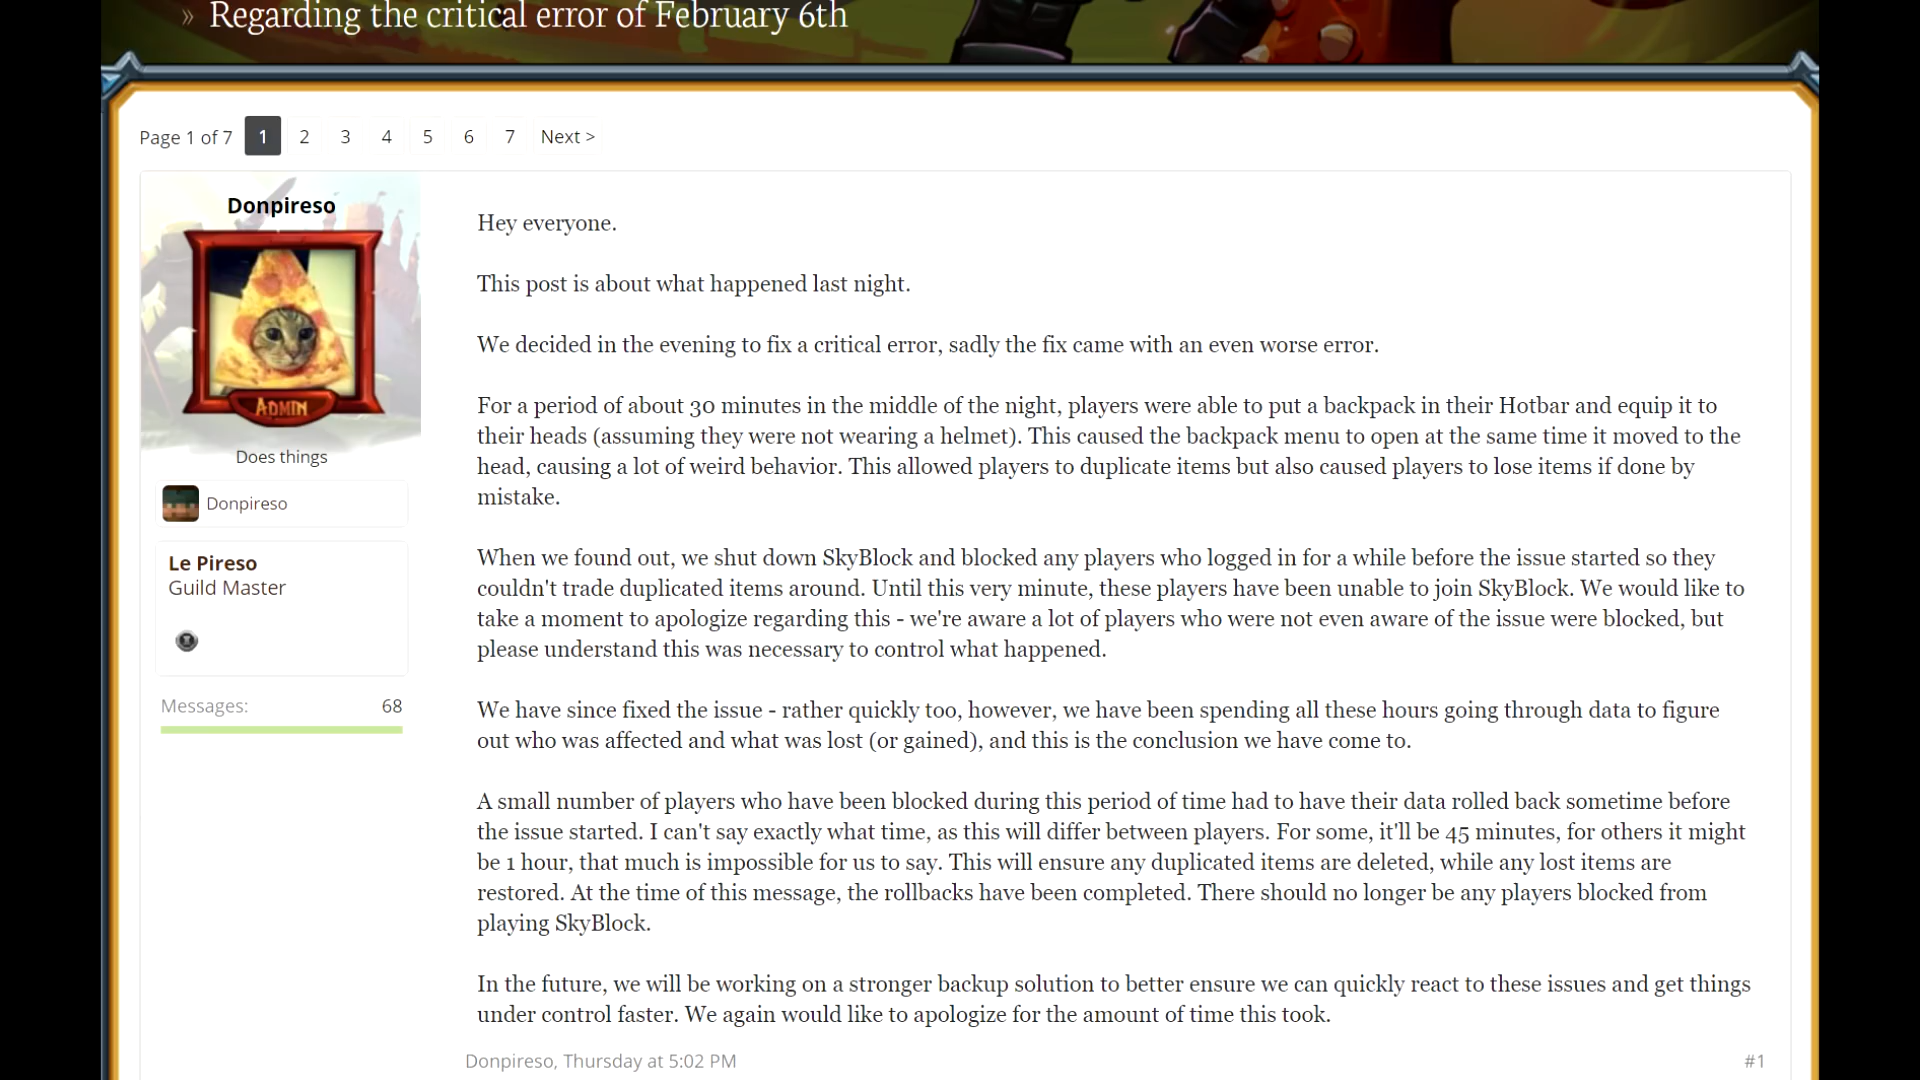 » Regarding the critical error of February 6th
Page 1 of 7 1 2 3 4 5 6 7 Next >
Donpireso
ADMIN
Does things
Donpireso
Le Pireso
Guild Master
Messages: 68
Hey everyone.
This post is about what happened last night.
We decided in the evening to fix a critical error, sadly the fix came with an even worse error.
For a period of about 30 minutes in the middle of the night, players were able to put a backpack in their Hotbar and equip it to
their heads (assuming they were not wearing a helmet). This caused the backpack menu to open at the same time it moved to the
head, causing a lot of weird behavior. This allowed players to duplicate items but also caused players to lose items if done by
mistake.
When we found out, we shut down SkyBlock and blocked any players who logged in for a while before the issue started so they
couldn't trade duplicated items around. Until this very minute, these players have been unable to join SkyBlock. We would like to
take a moment to apologize regarding this - we're aware a lot of players who were not even aware of the issue were blocked, but
please understand this was necessary to control what happened.
We have since fixed the issue - rather quickly too, however, we have been spending all these hours going through data to figure
out who was affected and what was lost (or gained), and this is the conclusion we have come to.
A small number of players who have been blocked during this period of time had to have their data rolled back sometime before
the issue started. I can't say exactly what time, as this will differ between players. For some, it'll be 45 minutes, for others it might
be 1 hour, that much is impossible for us to say. This will ensure any duplicated items are deleted, while any lost items are
restored. At the time of this message, the rollbacks have been completed. There should no longer be any players blocked from
playing SkyBlock.
In the future, we will be working on a stronger backup solution to better ensure we can quickly react to these issues and get things
under control faster. We again would like to apologize for the amount of time this took.
Donpireso, Thursday at 5:02 PM #1